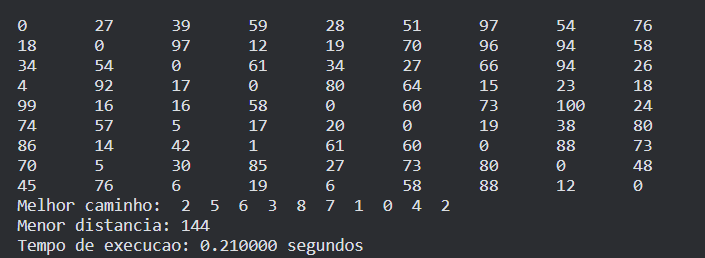 0 27 39 59 28 51 97 54 76
18 0 97 12 19 70 96 94 58
34 54 0 61 34 27 66 94 26
4 92 17 0 80 64 15 23 18
99 16 16 58 0 60 73 100 24
74 57 5 17 20 0 19 38 80
86 14 42 1 61 60 0 88 73
70 5 30 85 27 73 80 0 48
45 76 6 19 6 58 88 12 0
Melhor caminho: 2 5 6 3 8 7 1 0 4 2
Menor distancia: 144
Tempo de execucao: 0.210000 segundos